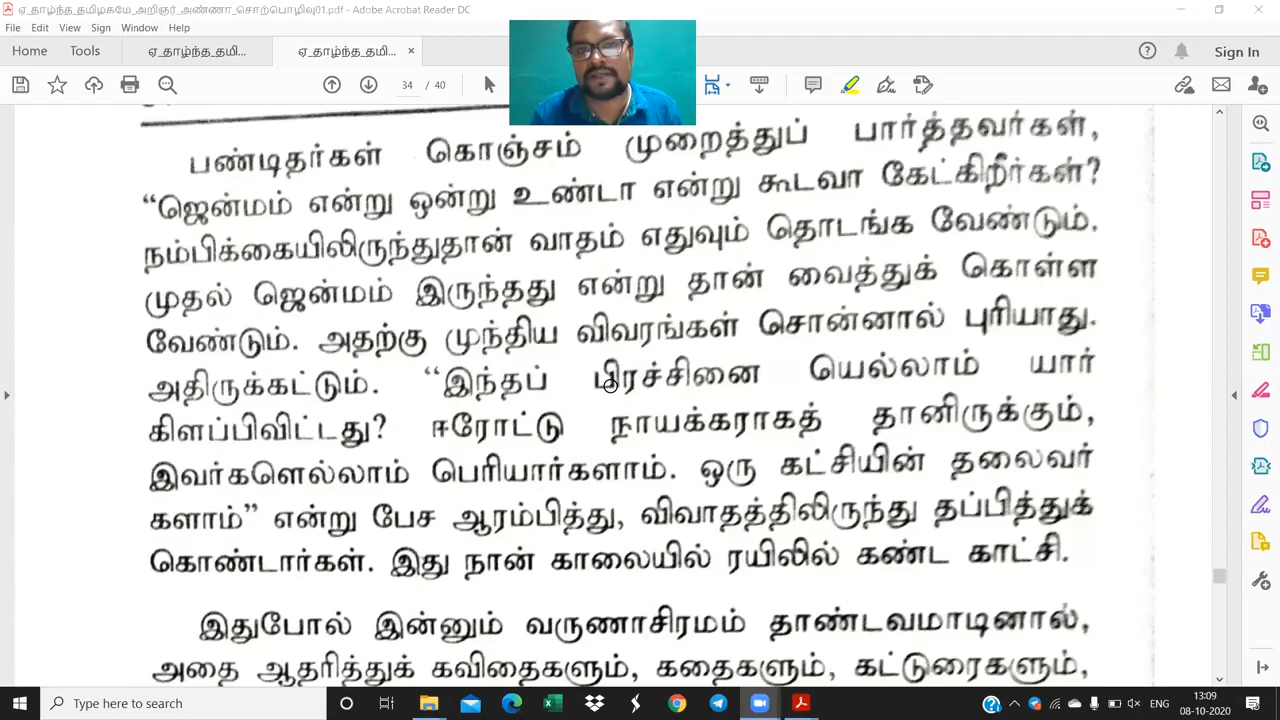 ஏ_தாழ்ந்த_தமிழகமே_அறிஞர்_அண்ணா_சொற்பொழிவு01.pdf - Adobe Acrobat Reader DC
File Edit View Sign Window Help
Home Tools ஏ_தாழ்ந்த_தமி... ஏ_தாழ்ந்த_தமி... × Sign In
34 / 40
பண்டிதர்கள் கொஞ்சம் முறைத்துப் பார்த்தவர்கள்,
“ஜென்மம் என்று ஒன்று உண்டா என்று கூடவா கேட்கிறீர்கள்?
நம்பிக்கையிலிருந்துதான் வாதம் எதுவும் தொடங்க வேண்டும்.
முதல் ஜென்மம் இருந்தது என்று தான் வைத்துக் கொள்ள
வேண்டும். அதற்கு முந்திய விவரங்கள் சொன்னால் புரியாது.
அதிருக்கட்டும். “இந்தப் பிரச்சினை யெல்லாம் யார்
கிளப்பிவிட்டது? ஈரோட்டு நாயக்கராகத் தானிருக்கும்,
இவர்களெல்லாம் பெரியார்களாம். ஒரு கட்சியின் தலைவர்
களாம்” என்று பேச ஆரம்பித்து, விவாதத்திலிருந்து தப்பித்துக்
கொண்டார்கள். இது நான் காலையில் ரயிலில் கண்ட காட்சி.
இதுபோல் இன்னும் வருணாசிரமம் தாண்டவமாடினால்,
அதை ஆதரித்துக் கவிதைகளும், கதைகளும், கட்டுரைகளும்,
Type here to search
ENG
13:09
08-10-2020